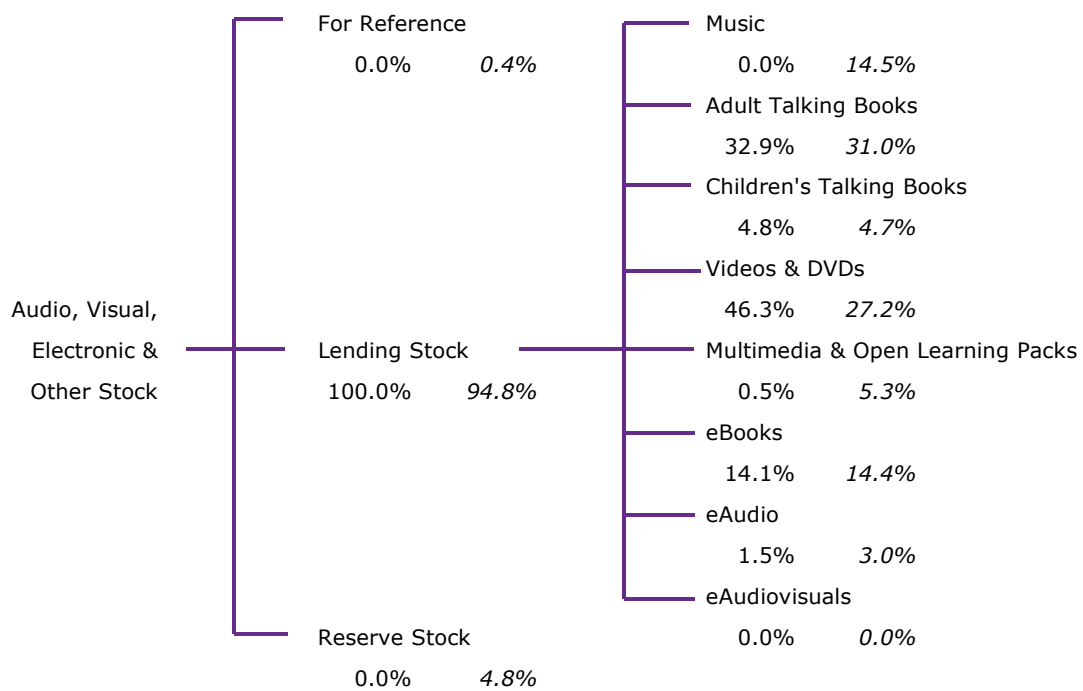 For Reference
0.0% 0.4%
Audio, Visual,
Electronic &
Other Stock
Lending Stock
100.0% 94.8%
Reserve Stock
0.0% 4.8%
Music
0.0% 14.5%
Adult Talking Books
32.9% 31.0%
Children's Talking Books
4.8% 4.7%
Videos & DVDs
46.3% 27.2%
Multimedia & Open Learning Packs
0.5% 5.3%
eBooks
14.1% 14.4%
eAudio
1.5% 3.0%
eAudiovisuals
0.0% 0.0%